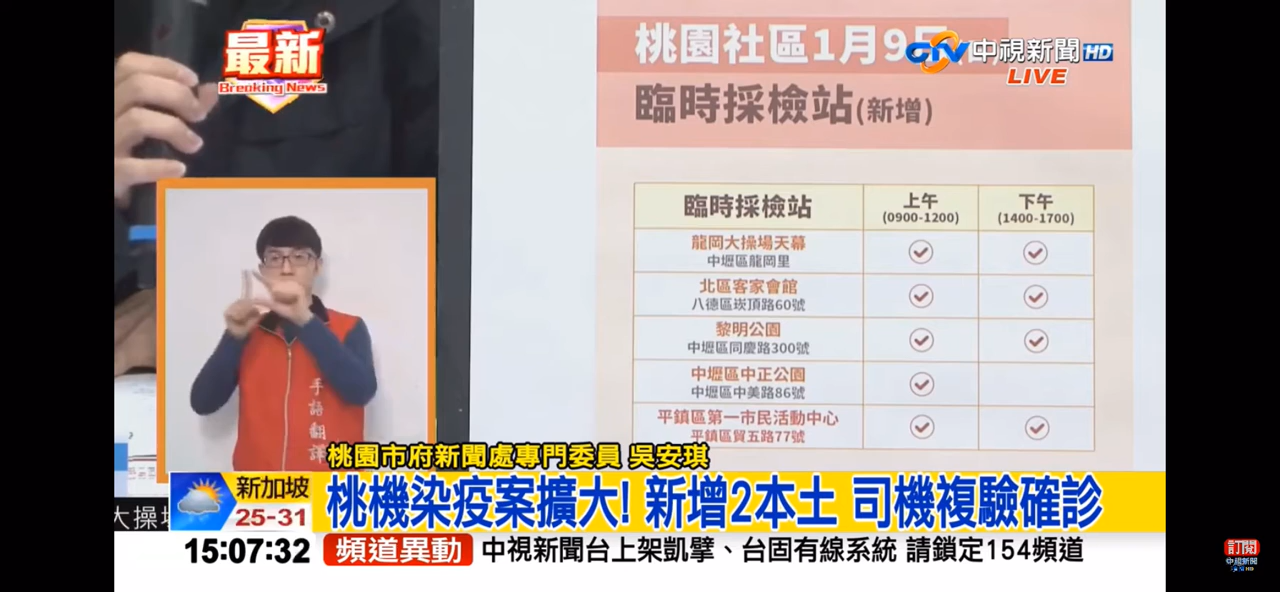 最新
Breaking News
桃園社區1月9日
CTV中視新聞HD
LIVE
臨時採檢站(新增)
臨時採檢站 上午 下午
(0900-1200) (1400-1700)
龍岡大操場天幕
中壢區龍岡里
北區客家會館
八德區崁頂路60號
黎明公園
中壢區同慶路300號
中壢區中正公園
中壢區中美路86號
平鎮區第一市民活動中心
平鎮區貿五路77號
手語翻譯
桃園市府新聞處專門委員 吳安琪
新加坡
25-31
桃機染疫案擴大! 新增2本土 司機複驗確診
大操場
15:07:32 頻道異動 中視新聞台上架凱擘、台固有線系統 請鎖定154頻道
訂閱
中視新聞
HD